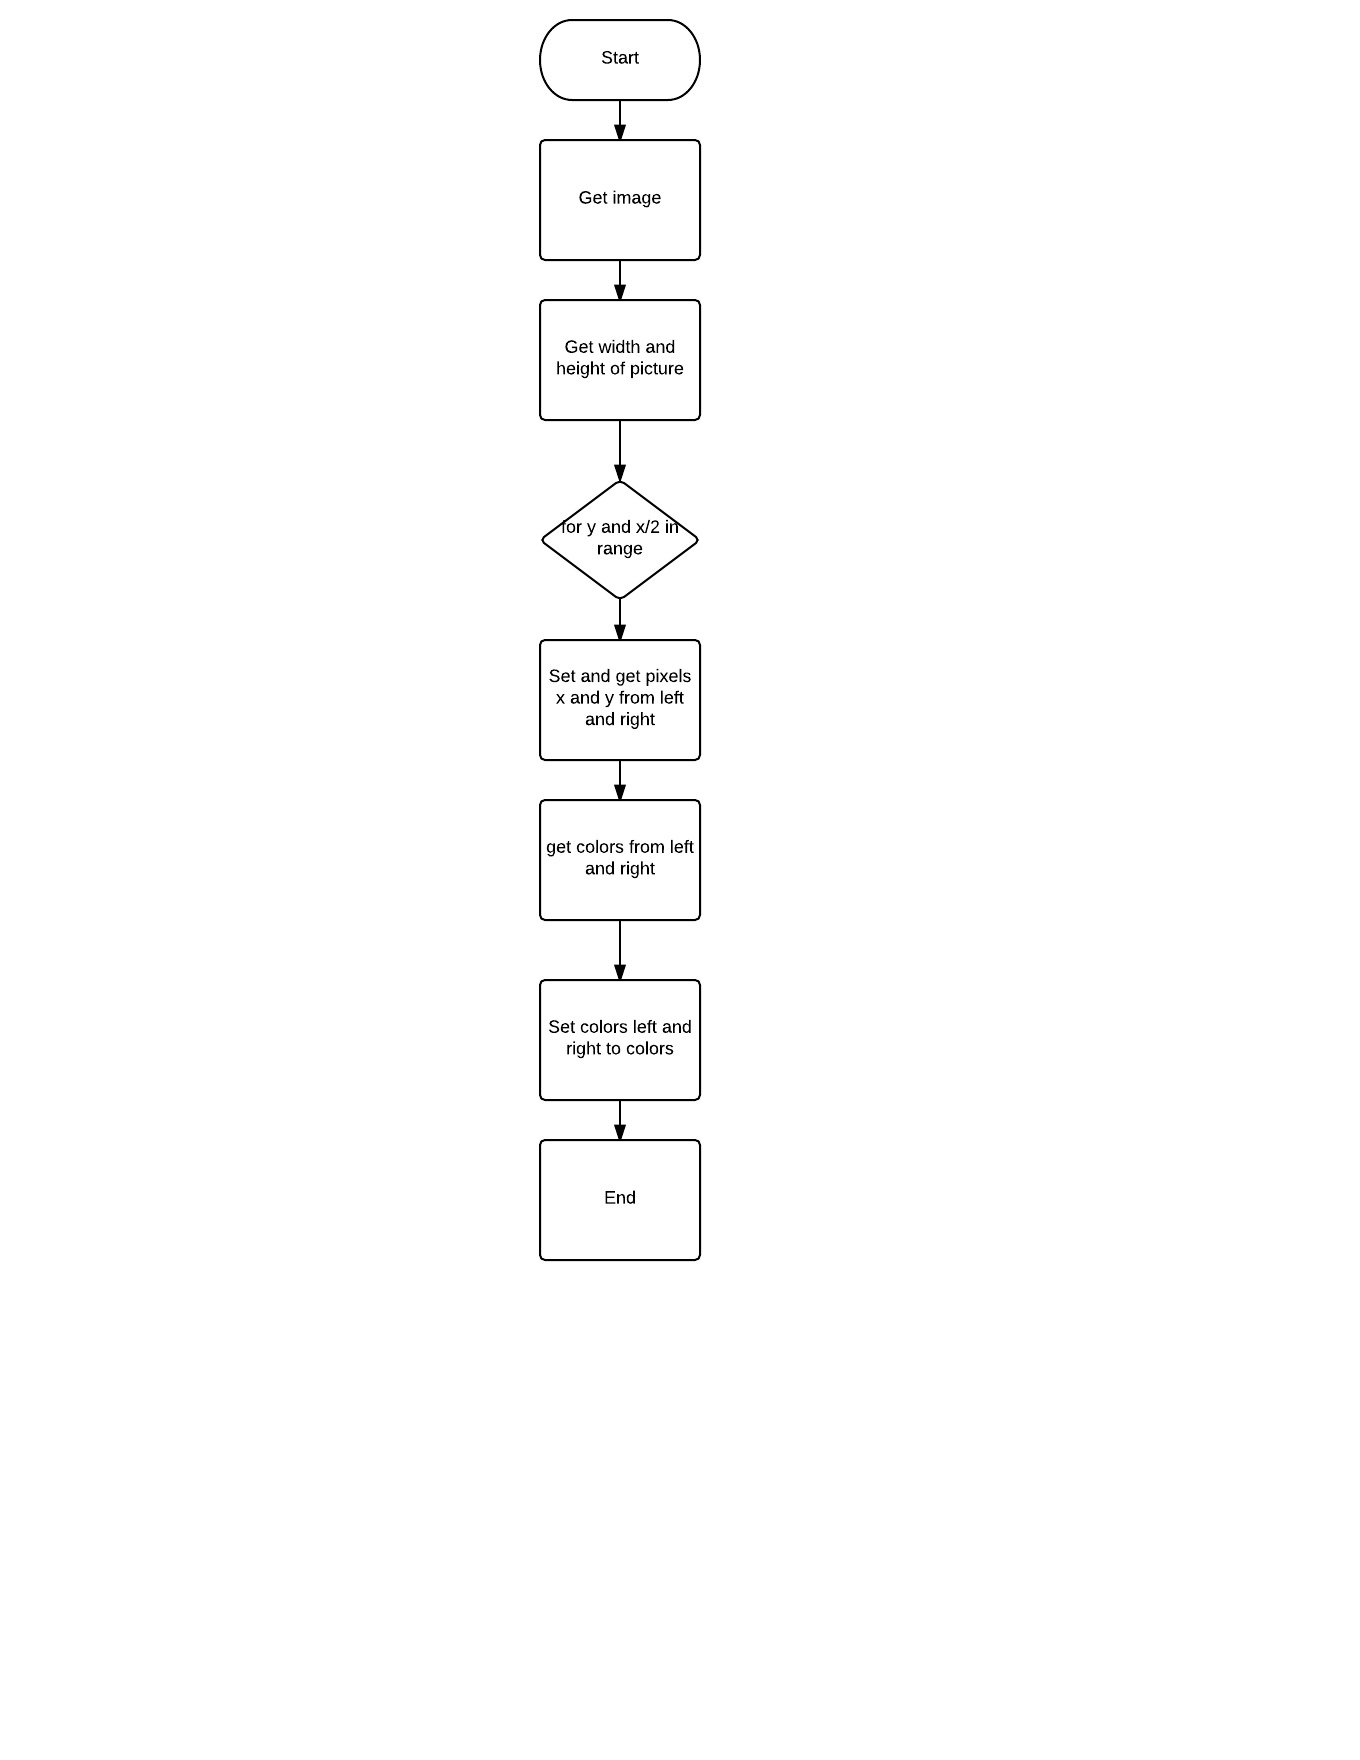 Start
Get image
Get width and
height of picture
for y and x/2 in
range
Set and get pixels
x and y from left
and right
get colors from left
and right
Set colors left and
right to colors
End